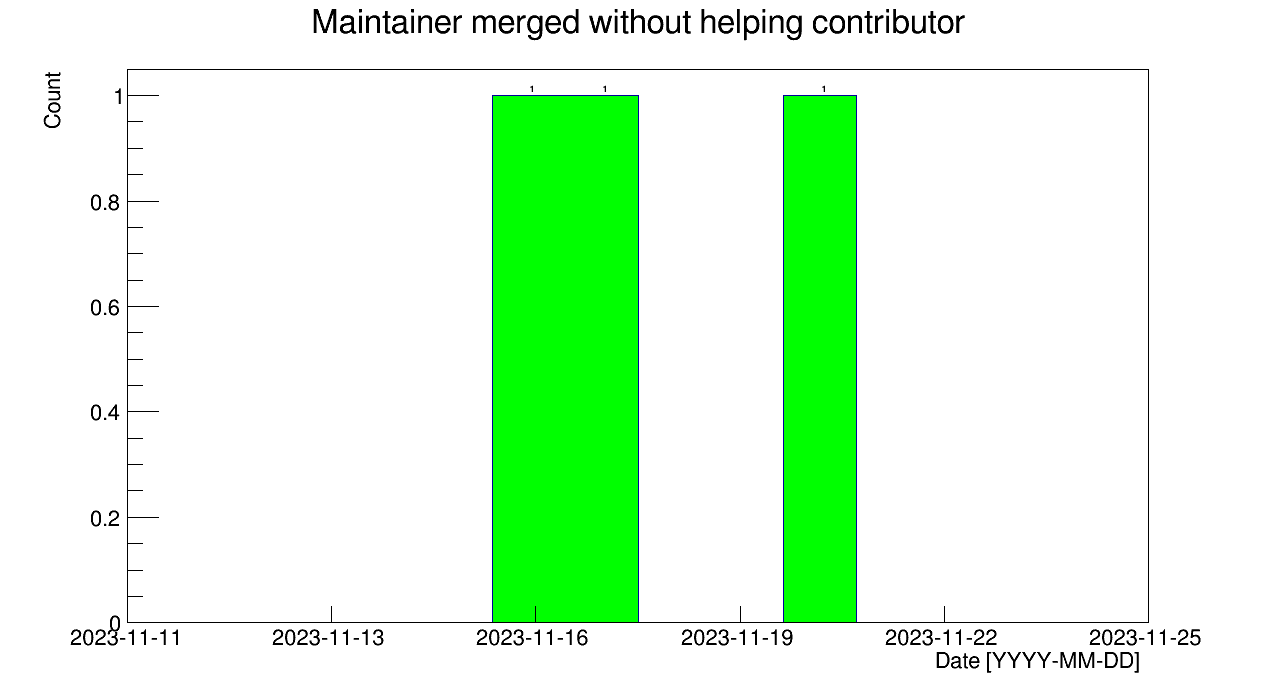 Maintainer merged without helping contributor
Count
1
0.8
0.6
0.4
0.2
0
1 1 1
2023-11-11 2023-11-13 2023-11-16 2023-11-19 2023-11-22 2023-11-25
Date [YYYY-MM-DD]